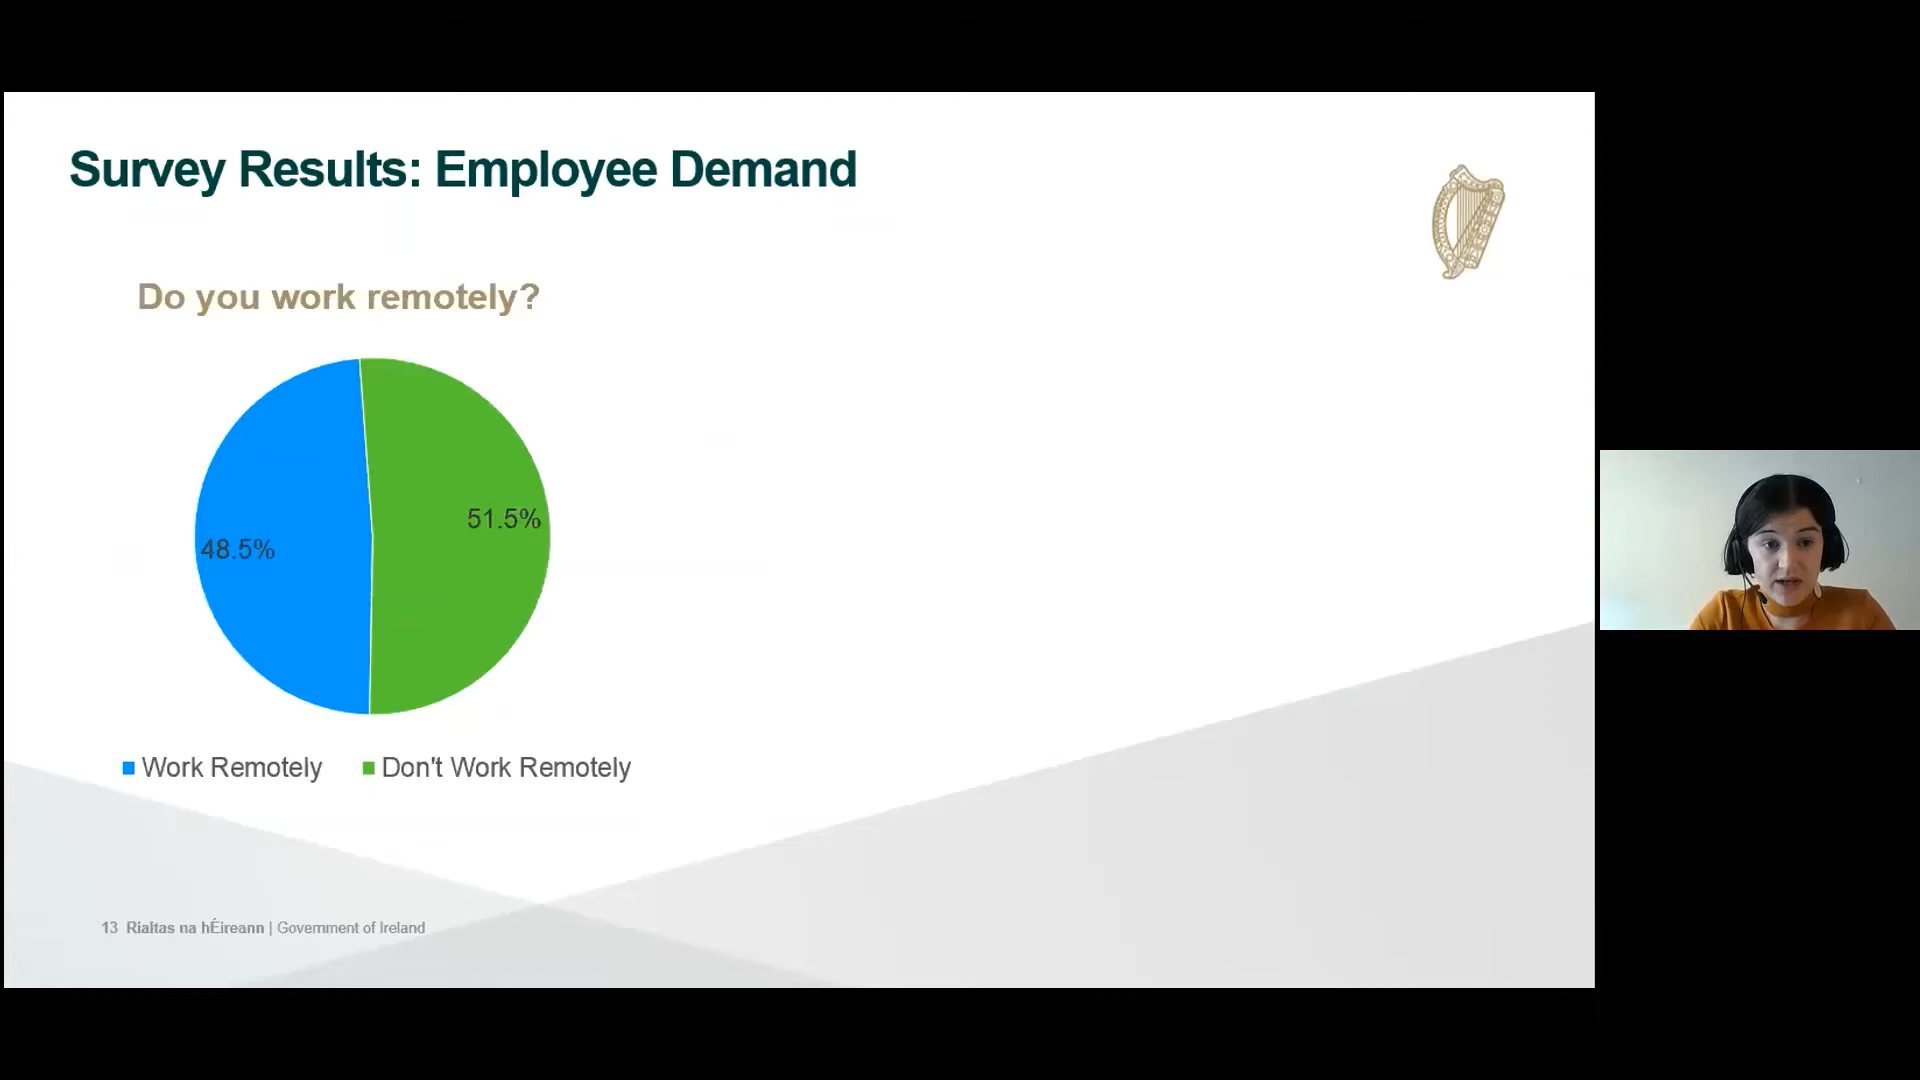 Survey Results: Employee Demand
Do you work remotely?
51.5%
48.5%
Work Remotely Don't Work Remotely
13 Rialtas na hÉireann | Government of Ireland